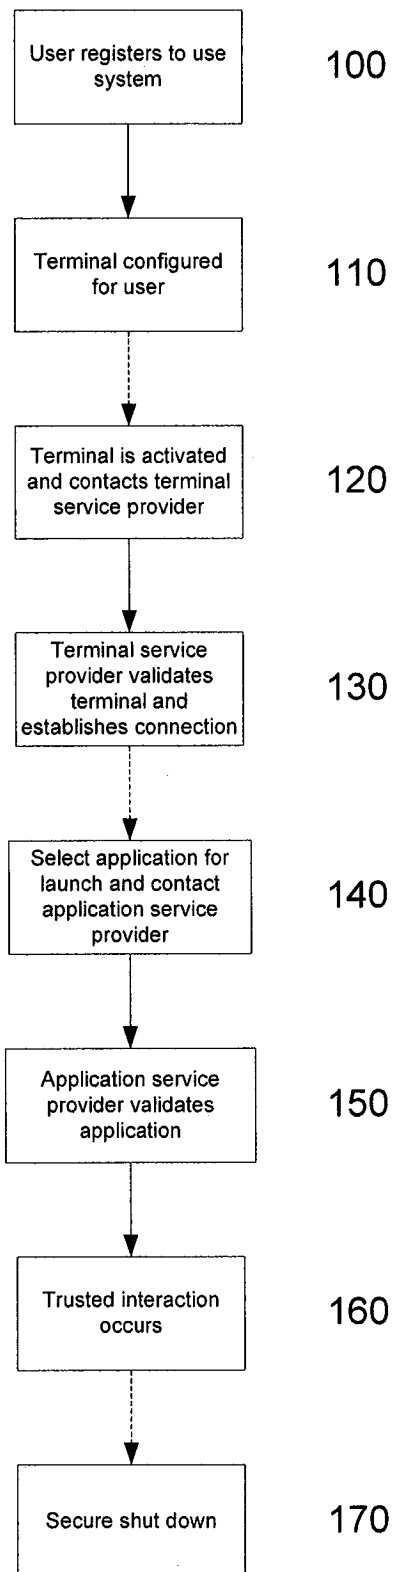 User registers to use
system
100
Terminal configured
for user
110
Terminal is activated
and contacts terminal
service provider
120
Terminal service
provider validates
terminal and
establishes connection
130
Select application for
launch and contact
application service
provider
140
Application service
provider validates
application
150
Trusted interaction
occurs
160
Secure shut down
170